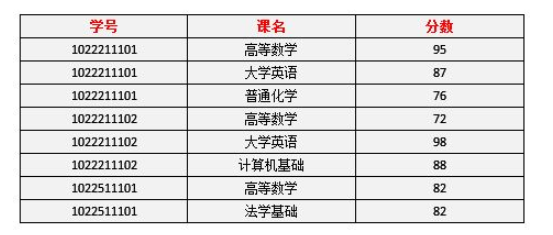 学号 课名 分数
1022211101 高等数学 95
1022211101 大学英语 87
1022211101 普通化学 76
1022211102 高等数学 72
1022211102 大学英语 98
1022211102 计算机基础 88
1022511101 高等数学 82
1022511101 法学基础 82